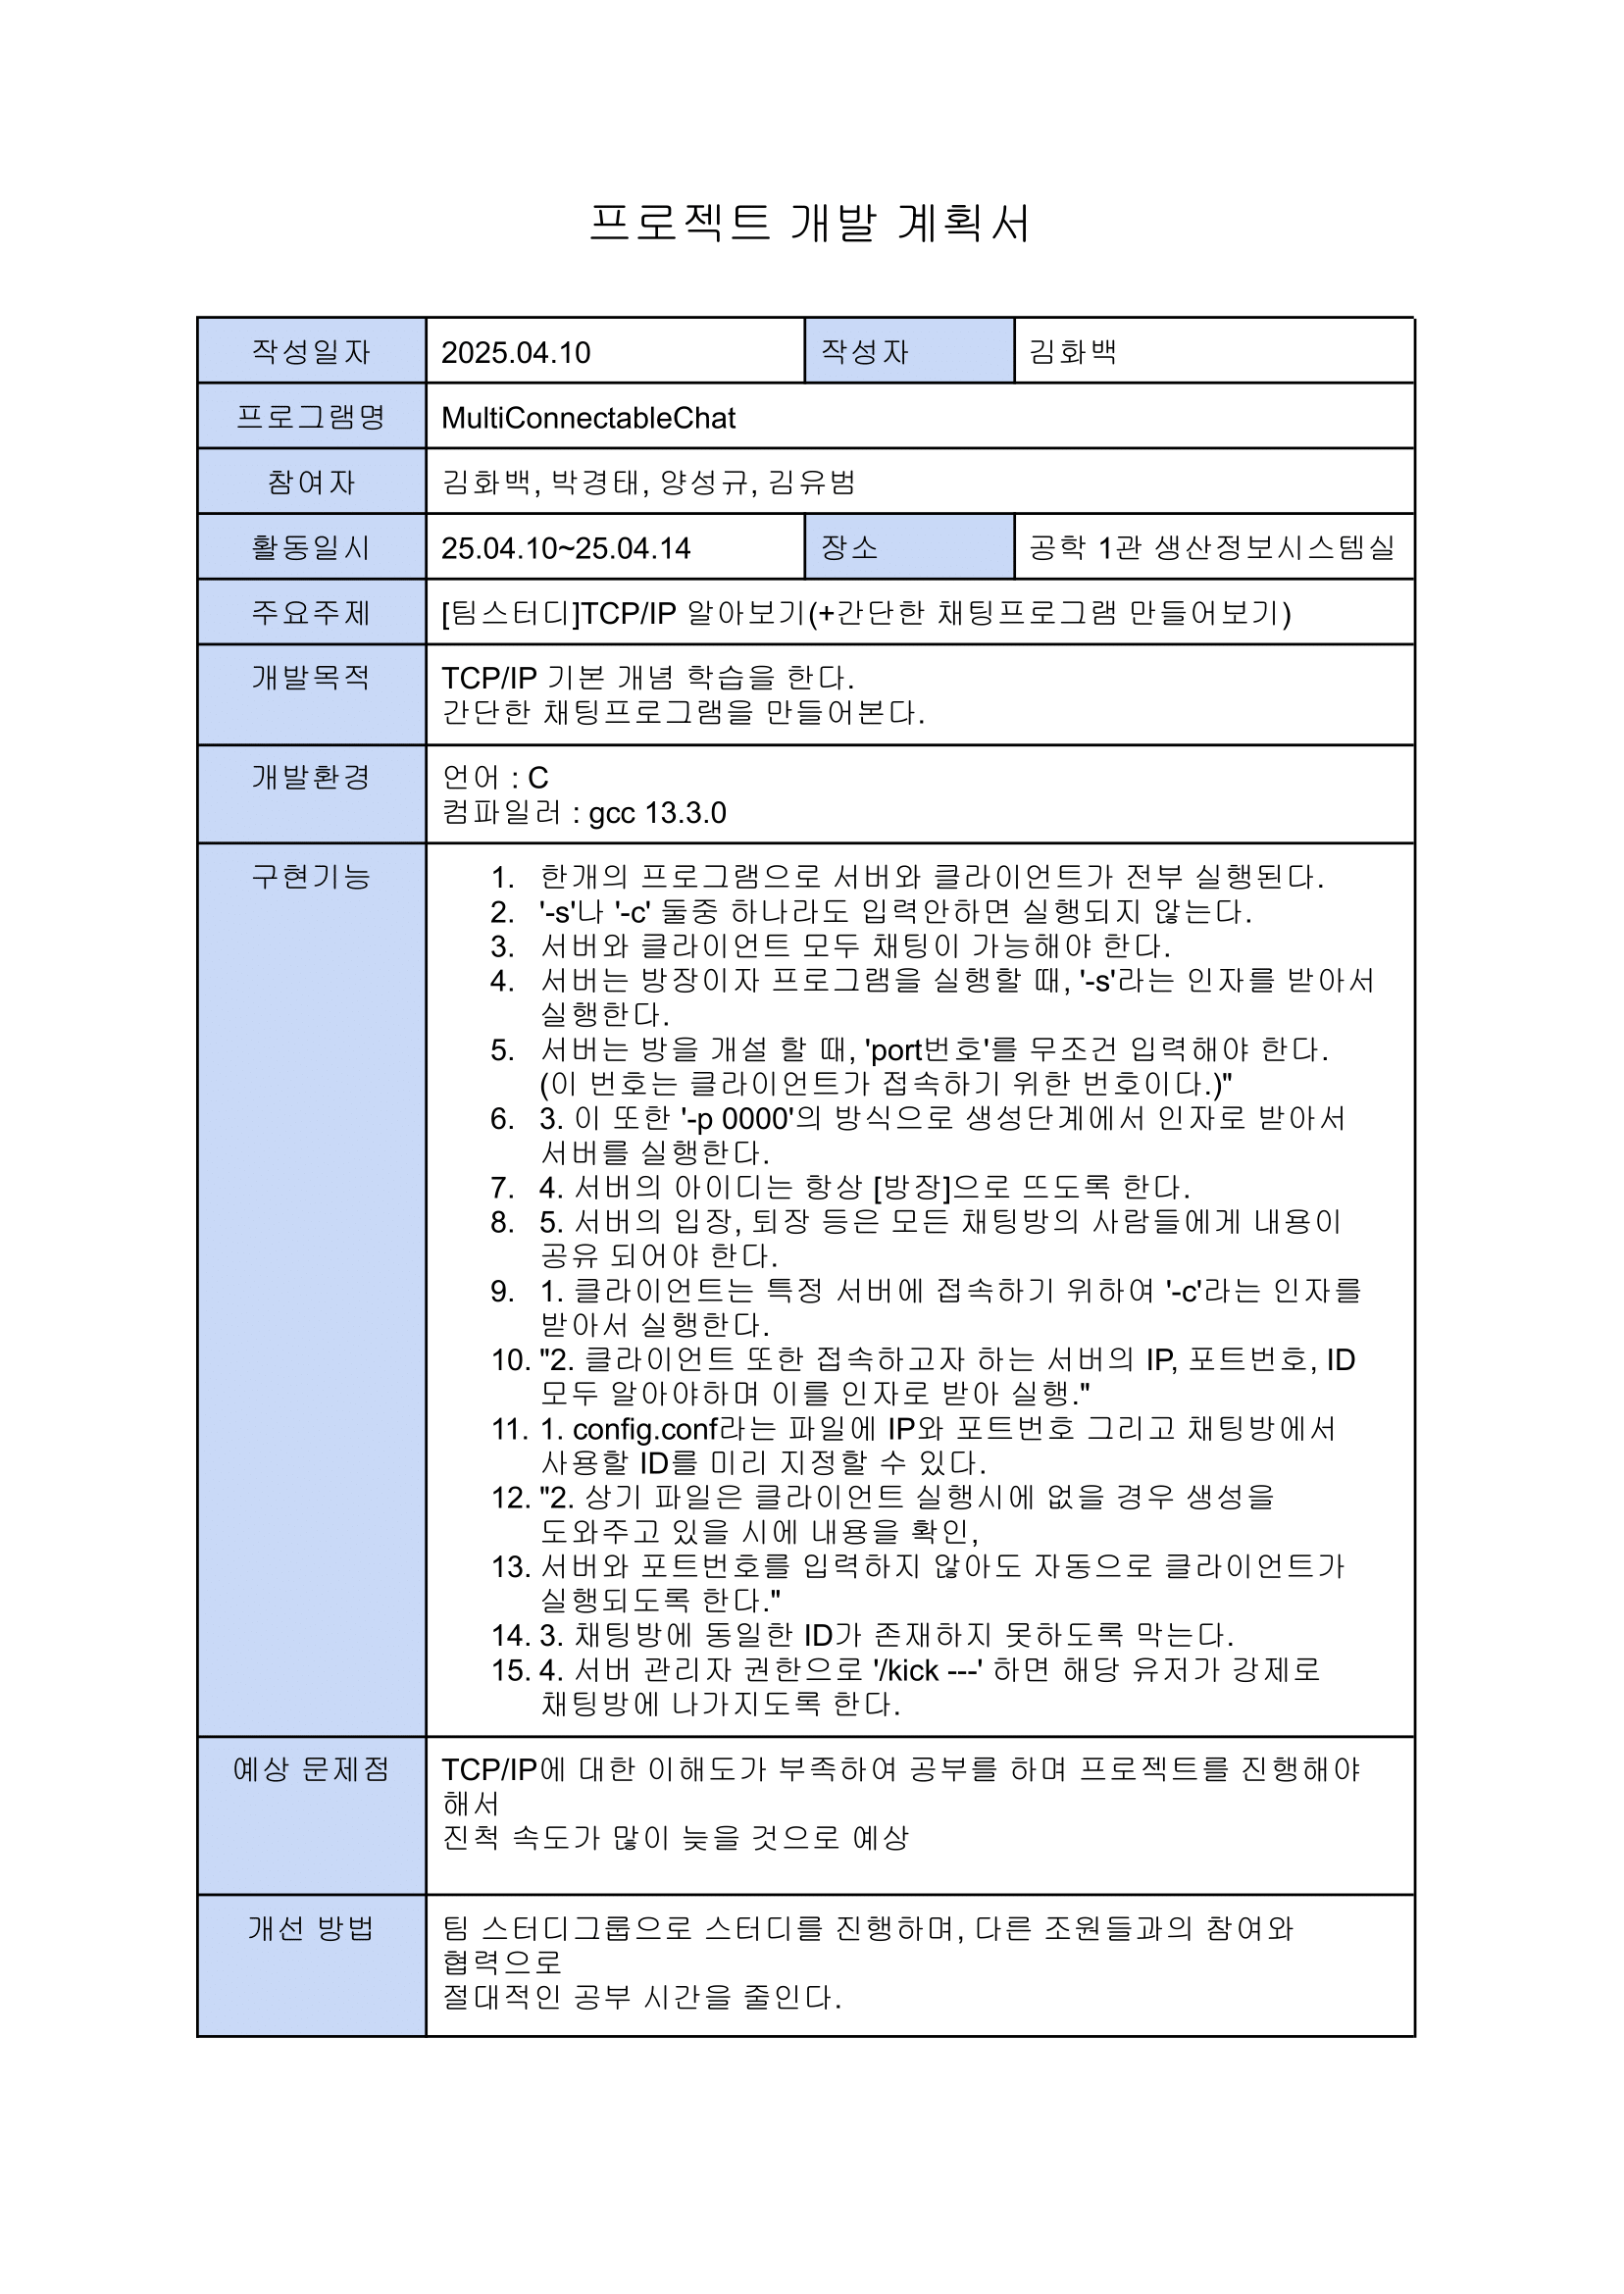 프로젝트 개발 계획서
작성일자 2025.04.10 작성자 김화백
프로그램명 MultiConnectableChat
참여자 김화백, 박경태, 양성규, 김유범
활동일시 25.04.10~25.04.14 장소 공학 1관 생산정보시스템실
주요주제 [팀스터디]TCP/IP 알아보기(+간단한 채팅프로그램 만들어보기)
개발목적 TCP/IP 기본 개념 학습을 한다.
간단한 채팅프로그램을 만들어본다.
개발환경 언어 : C
컴파일러 : gcc 13.3.0
구현기능 1. 한개의 프로그램으로 서버와 클라이언트가 전부 실행된다.
2. '-s'나 '-c' 둘중 하나라도 입력안하면 실행되지 않는다.
3. 서버와 클라이언트 모두 채팅이 가능해야 한다.
4. 서버는 방장이자 프로그램을 실행할 때, '-s'라는 인자를 받아서
실행한다.
5. 서버는 방을 개설 할 때, 'port번호'를 무조건 입력해야 한다.
(이 번호는 클라이언트가 접속하기 위한 번호이다.)"
6. 3. 이 또한 '-p 0000'의 방식으로 생성단계에서 인자로 받아서
서버를 실행한다.
7. 4. 서버의 아이디는 항상 [방장]으로 뜨도록 한다.
8. 5. 서버의 입장, 퇴장 등은 모든 채팅방의 사람들에게 내용이
공유 되어야 한다.
9. 1. 클라이언트는 특정 서버에 접속하기 위하여 '-c'라는 인자를
받아서 실행한다.
10. "2. 클라이언트 또한 접속하고자 하는 서버의 IP, 포트번호, ID
모두 알아야하며 이를 인자로 받아 실행."
11. 1. config.conf라는 파일에 IP와 포트번호 그리고 채팅방에서
사용할 ID를 미리 지정할 수 있다.
12. "2. 상기 파일은 클라이언트 실행시에 없을 경우 생성을
도와주고 있을 시에 내용을 확인,
13. 서버와 포트번호를 입력하지 않아도 자동으로 클라이언트가
실행되도록 한다."
14. 3. 채팅방에 동일한 ID가 존재하지 못하도록 막는다.
15. 4. 서버 관리자 권한으로 '/kick ---' 하면 해당 유저가 강제로
채팅방에 나가지도록 한다.
예상 문제점 TCP/IP에 대한 이해도가 부족하여 공부를 하며 프로젝트를 진행해야
해서
진척 속도가 많이 늦을 것으로 예상
개선 방법 팀 스터디그룹으로 스터디를 진행하며, 다른 조원들과의 참여와
협력으로
절대적인 공부 시간을 줄인다.